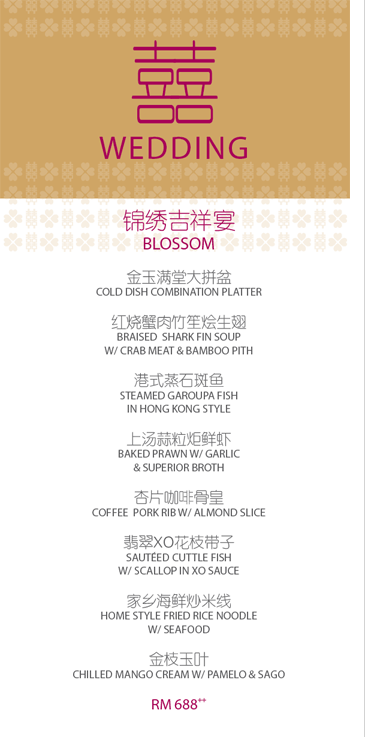 囍
WEDDING
锦绣吉祥宴
BLOSSOM
金玉满堂大拼盆
COLD DISH COMBINATION PLATTER
红烧蟹肉竹笙烩生翅
BRAISED SHARK FIN SOUP
W/ CRAB MEAT & BAMBOO PITH
港式蒸石斑鱼
STEAMED GAROUPA FISH
IN HONG KONG STYLE
上汤蒜粒炬鲜虾
BAKED PRAWN W/ GARLIC
& SUPERIOR BROTH
杏片咖啡骨皇
COFFEE PORK RIB W/ ALMOND SLICE
翡翠XO花枝带子
SAUTÉED CUTTLE FISH
W/ SCALLOP IN XO SAUCE
家乡海鲜炒米线
HOME STYLE FRIED RICE NOODLE
W/ SEAFOOD
金枝玉叶
CHILLED MANGO CREAM W/ PAMELO & SAGO
RM 688++